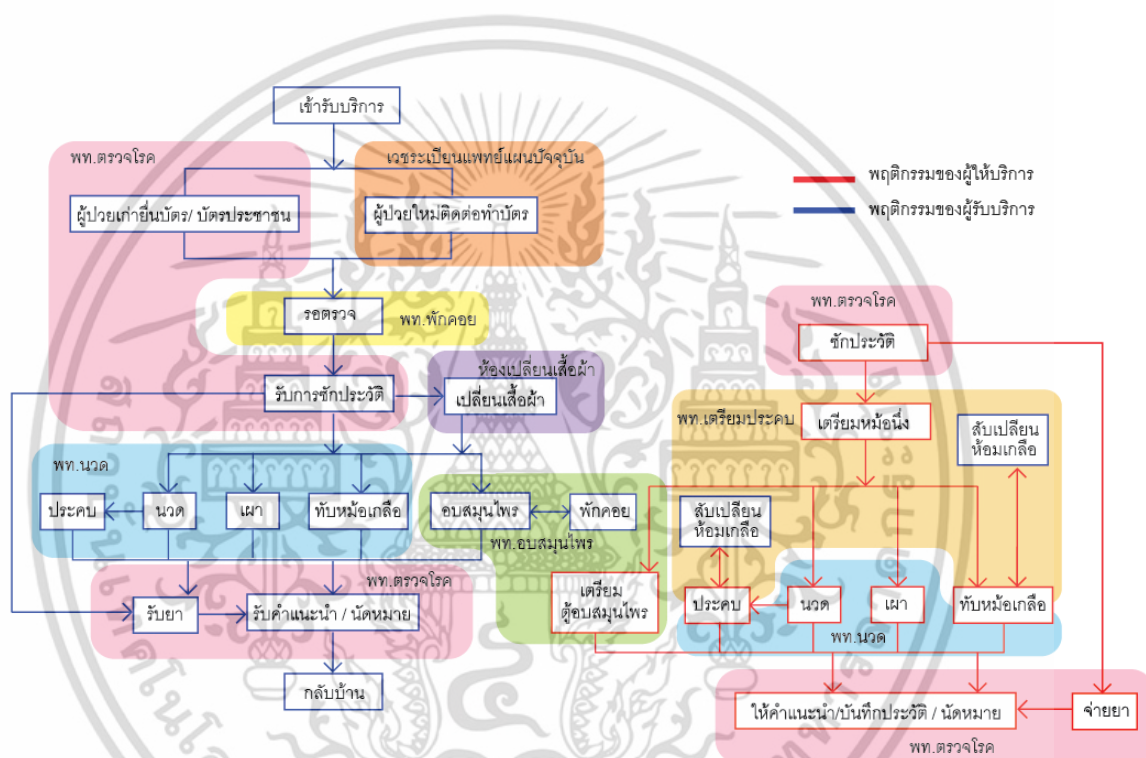 เข้ารับบริการ
พท.ตรวจโรค
เวชระเบียนแพทย์แผนปัจจุบัน
ผู้ป่วยเก่ายื่นบัตร/ บัตรประชาชน
ผู้ป่วยใหม่ติดต่อทำบัตร
รอตรวจ
พท.พักคอย
รับการซักประวัติ
ห้องเปลี่ยนเสื้อผ้า
เปลี่ยนเสื้อผ้า
พท.นวด
ประคบ
นวด
เผา
ทับหม้อเกลือ
อบสมุนไพร
พักคอย
พท.อบสมุนไพร
พท.ตรวจโรค
รับยา
รับคำแนะนำ / นัดหมาย
กลับบ้าน
พฤติกรรมของผู้ให้บริการ
พฤติกรรมของผู้รับบริการ
พท.ตรวจโรค
ซักประวัติ
พท.เตรียมประคบ
เตรียมหม้อนึ่ง
สับเปลี่ยน
ห้อมเกลือ
สับเปลี่ยน
ห้อมเกลือ
เตรียม
ตู้อบสมุนไพร
ประคบ
นวด
เผา
ทับหม้อเกลือ
พท.นวด
ให้คำแนะนำ/บันทึกประวัติ / นัดหมาย
จ่ายยา
พท.ตรวจโรค